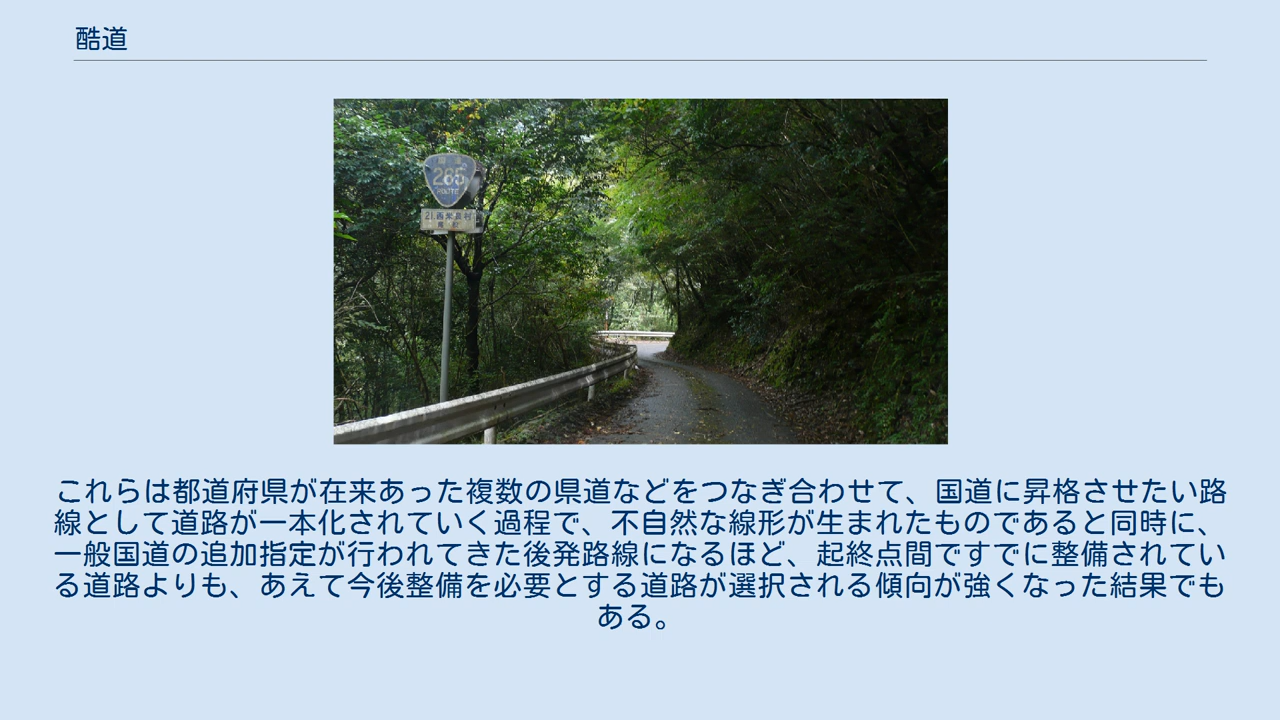 酷道
国道
265
ROUTE
これらは都道府県が在来あった複数の県道などをつなぎ合わせて、国道に昇格させたい路
線として道路が一本化されていく過程で、不自然な線形が生まれたものであると同時に、
一般国道の追加指定が行われてきた後発路線になるほど、起終点間ですでに整備されてい
る道路よりも、あえて今後整備を必要とする道路が選択される傾向が強くなった結果でも
ある。